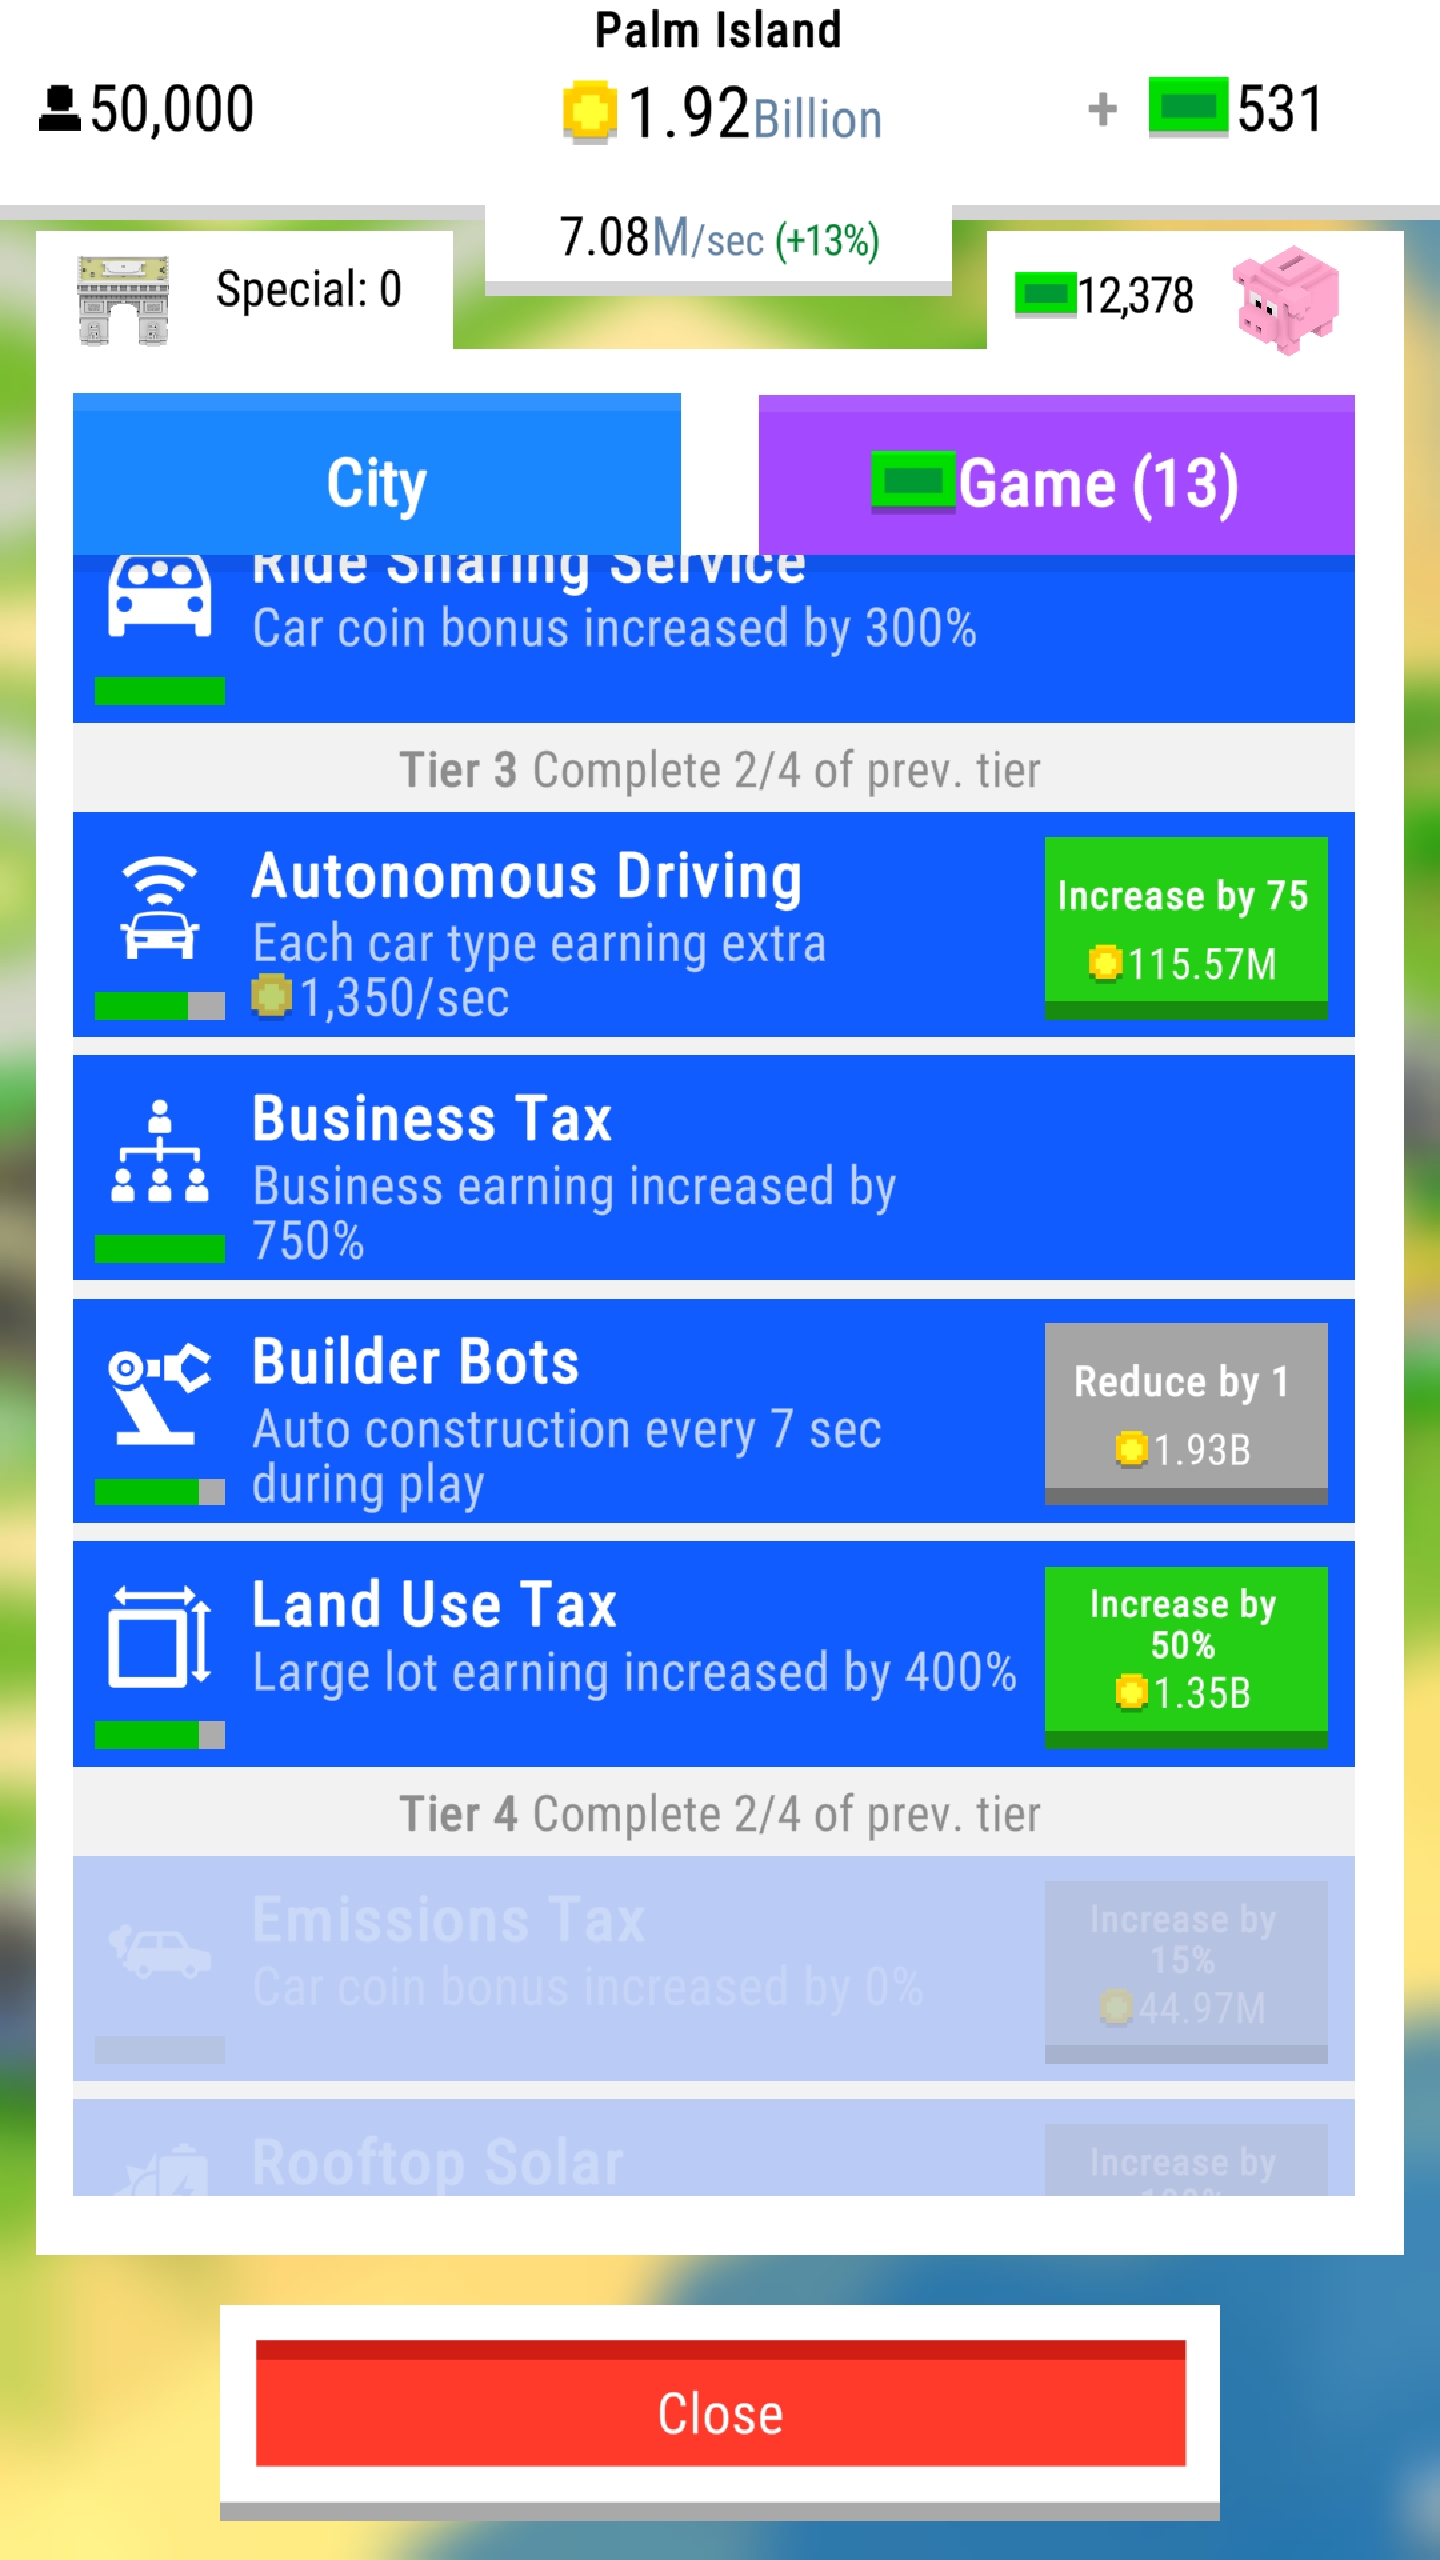 Palm Island
50,000
1.92Billion
+ 531
7.08M/sec (+13%)
Special: 0
12,378
City
Game (13)
Ride Sharing Service
Car coin bonus increased by 300%
Tier 3 Complete 2/4 of prev. tier
Autonomous Driving
Each car type earning extra
1,350/sec
Increase by 75
115.57M
Business Tax
Business earning increased by
750%
Builder Bots
Auto construction every 7 sec
during play
Reduce by 1
1.93B
Land Use Tax
Large lot earning increased by 400%
Increase by
50%
1.35B
Tier 4 Complete 2/4 of prev. tier
Emissions Tax
Car coin bonus increased by 0%
Increase by
15%
44.97M
Rooftop Solar
Increase by
Close